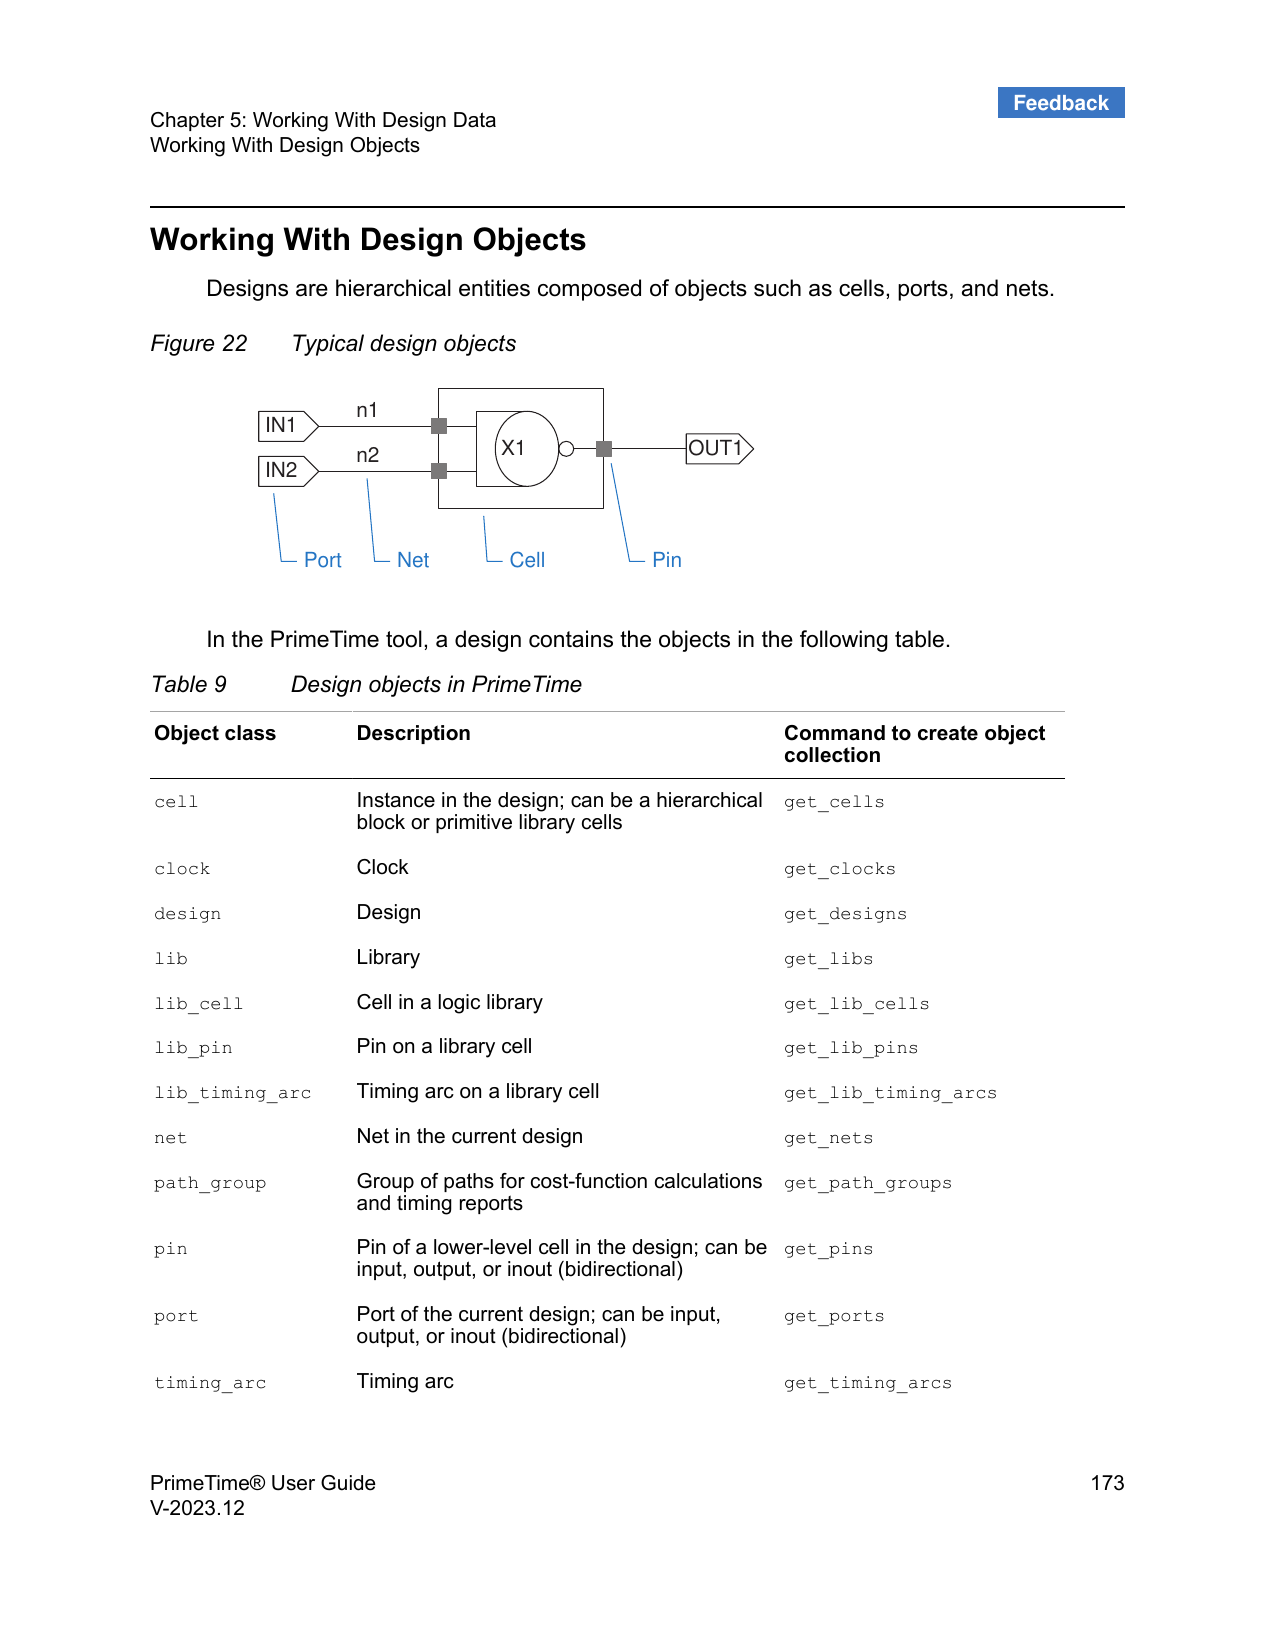 Feedback
Chapter 5: Working With Design Data
Working With Design Objects
Working With Design Objects
Designs are hierarchical entities composed of objects such as cells, ports, and nets.
Figure 22 Typical design objects
IN1 n1
IN2 n2
X1
OUT1
Port Net Cell Pin
In the PrimeTime tool, a design contains the objects in the following table.
Table 9 Design objects in PrimeTime
Object class Description Command to create object
collection
cell Instance in the design; can be a hierarchical get_cells
block or primitive library cells
clock Clock get_clocks
design Design get_designs
lib Library get_libs
lib_cell Cell in a logic library get_lib_cells
lib_pin Pin on a library cell get_lib_pins
lib_timing_arc Timing arc on a library cell get_lib_timing_arcs
net Net in the current design get_nets
path_group Group of paths for cost-function calculations get_path_groups
and timing reports
pin Pin of a lower-level cell in the design; can be get_pins
input, output, or inout (bidirectional)
port Port of the current design; can be input, get_ports
output, or inout (bidirectional)
timing_arc Timing arc get_timing_arcs
PrimeTime® User Guide 173
V-2023.12